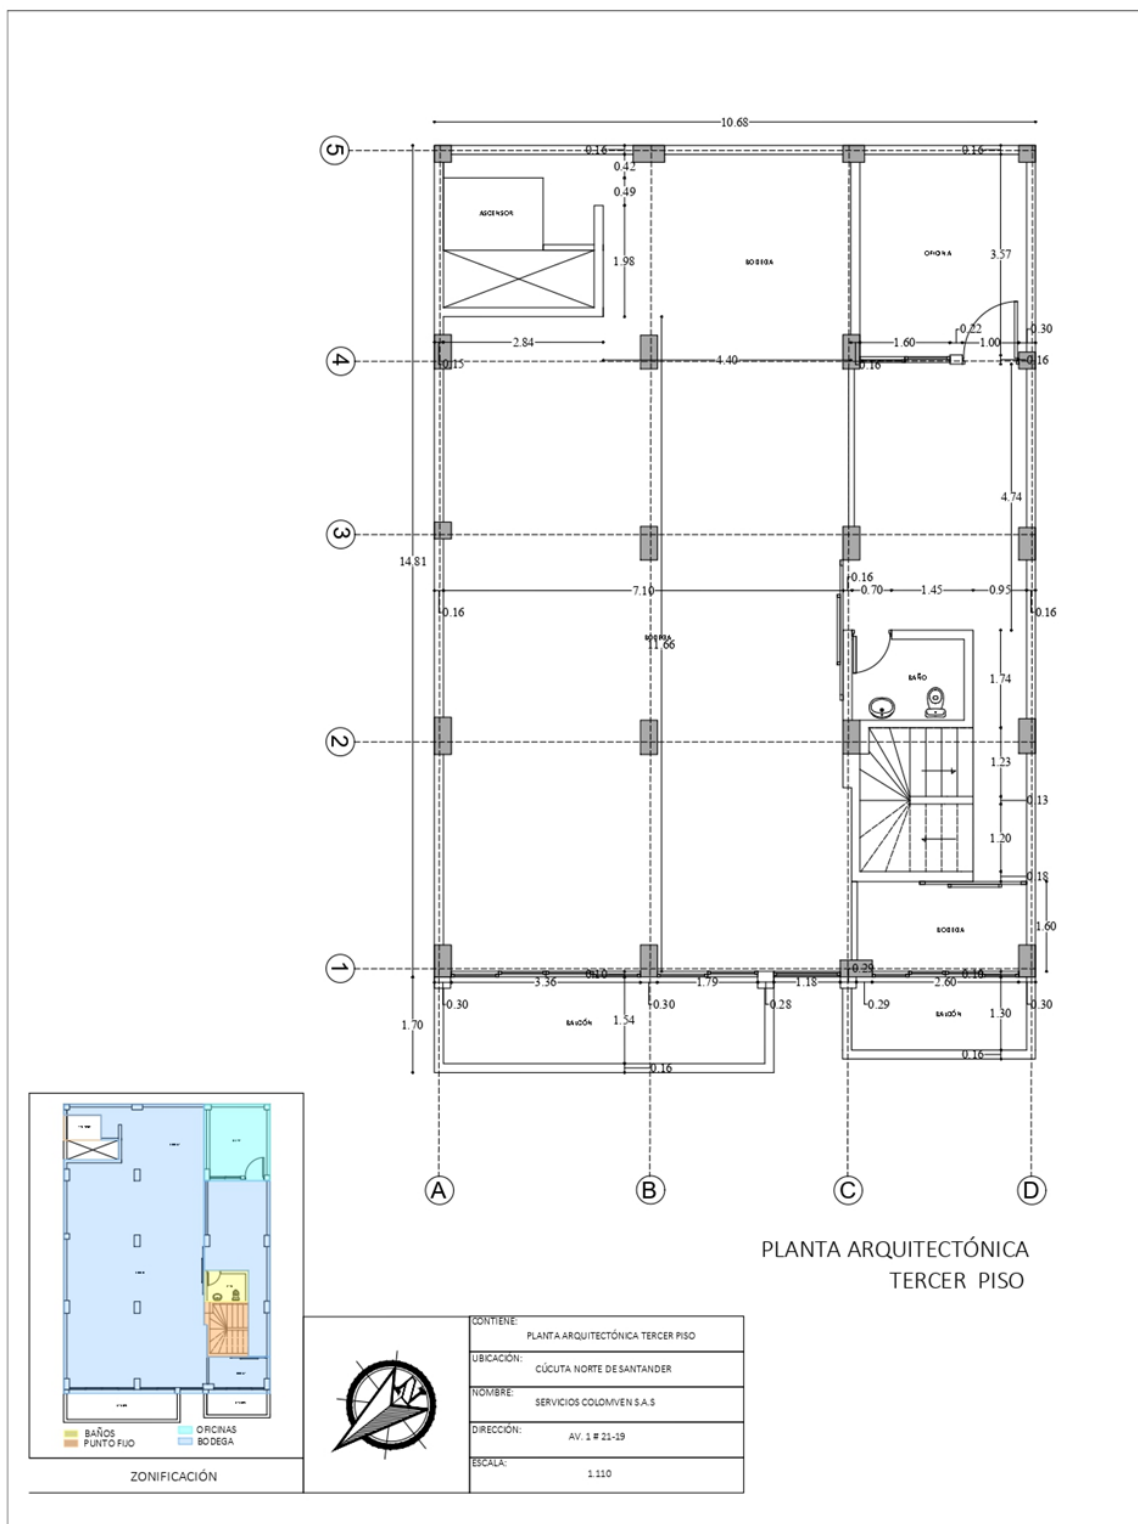 10.68
5
0.16
0.16
0.42
0.49
ASCENSOR
1.98
BODEGA
OFICINA
3.57
0.22
0.30
2.84
1.60
1.00
4
4.40
0.15
0.16
0.16
4.74
3
14.81
0.16
7.10
0.70
1.45
0.95
0.16
0.16
BODEGA
11.66
BAÑO
1.74
2
1.23
0.13
1.20
0.18
BODEGA
1.60
1
0.29
0.10
0.10
3.36
1.79
1.18
2.60
0.30
0.30
0.28
0.29
0.30
1.70
BALCÓN
1.54
BALCÓN
1.30
0.16
0.16
A
B
C
D
PLANTA ARQUITECTÓNICA
TERCER PISO
BAÑOS
OFICINAS
PUNTO FIJO
BODEGA
ZONIFICACIÓN
CONTIENE:
PLANTA ARQUITECTÓNICA TERCER PISO
UBICACIÓN:
CÚCUTA NORTE DE SANTANDER
NOMBRE:
SERVICIOS COLOMVEN S.A.S
DIRECCIÓN:
AV. 1 # 21-19
ESCALA:
1.110